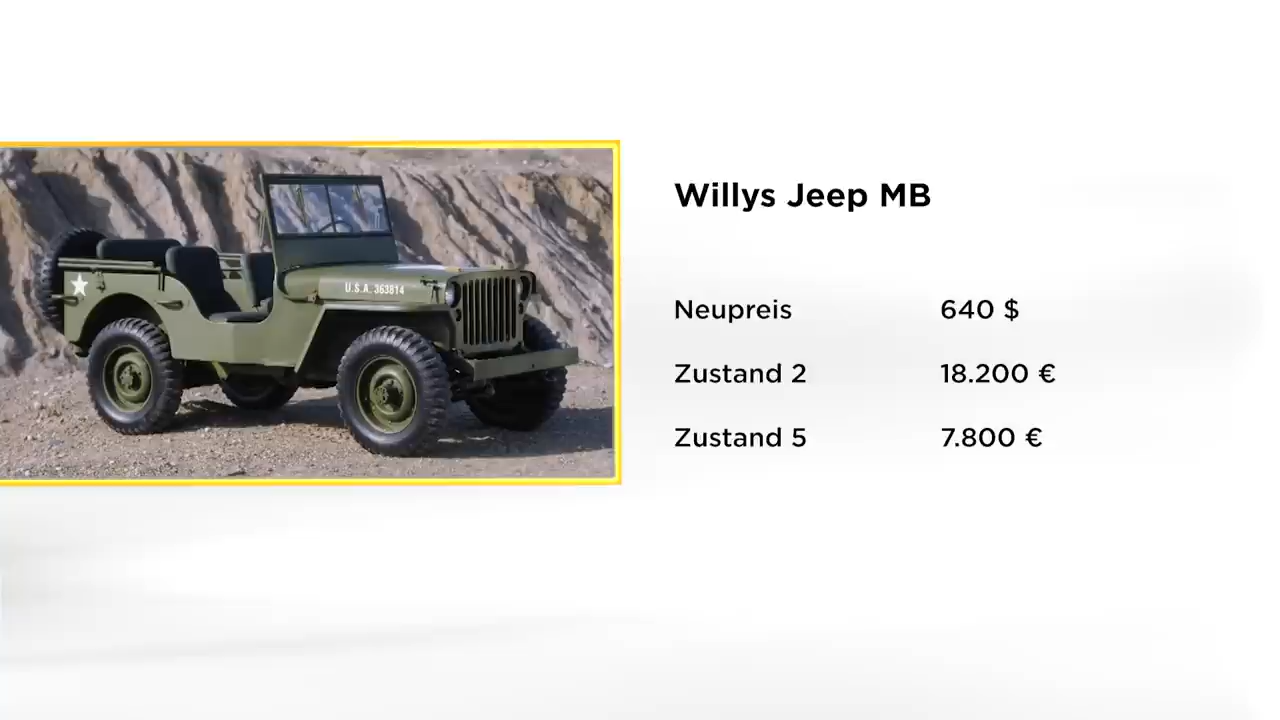 U.S.A. 363814
Willys Jeep MB
Neupreis 640 $
Zustand 2 18.200 €
Zustand 5 7.800 €